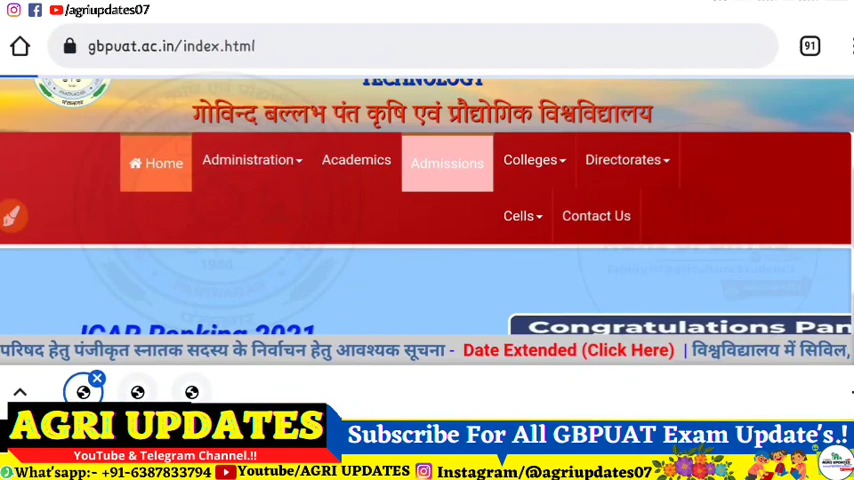 /agriupdates07
gbpuat.ac.in/index.html
91
TECHNOLOGY
गोविन्द बल्लभ पंत कृषि एवं प्रौद्योगिक विश्वविद्यालय
Home Administration Academics Admissions Colleges Directorates
Cells Contact Us
ICAR Ranking 2021
Congratulations Pan
परिषद हेतु पंजीकृत स्नातक सदस्य के निर्वाचन हेतु आवश्यक सूचना - Date Extended (Click Here) | विश्वविद्यालय में सिविल,
AGRI UPDATES
YouTube & Telegram Channel.!!
Subscribe For All GBPUAT Exam Update's.!
What'sapp:- +91-6387833794 Youtube/AGRI UPDATES Instagram/@agriupdates07